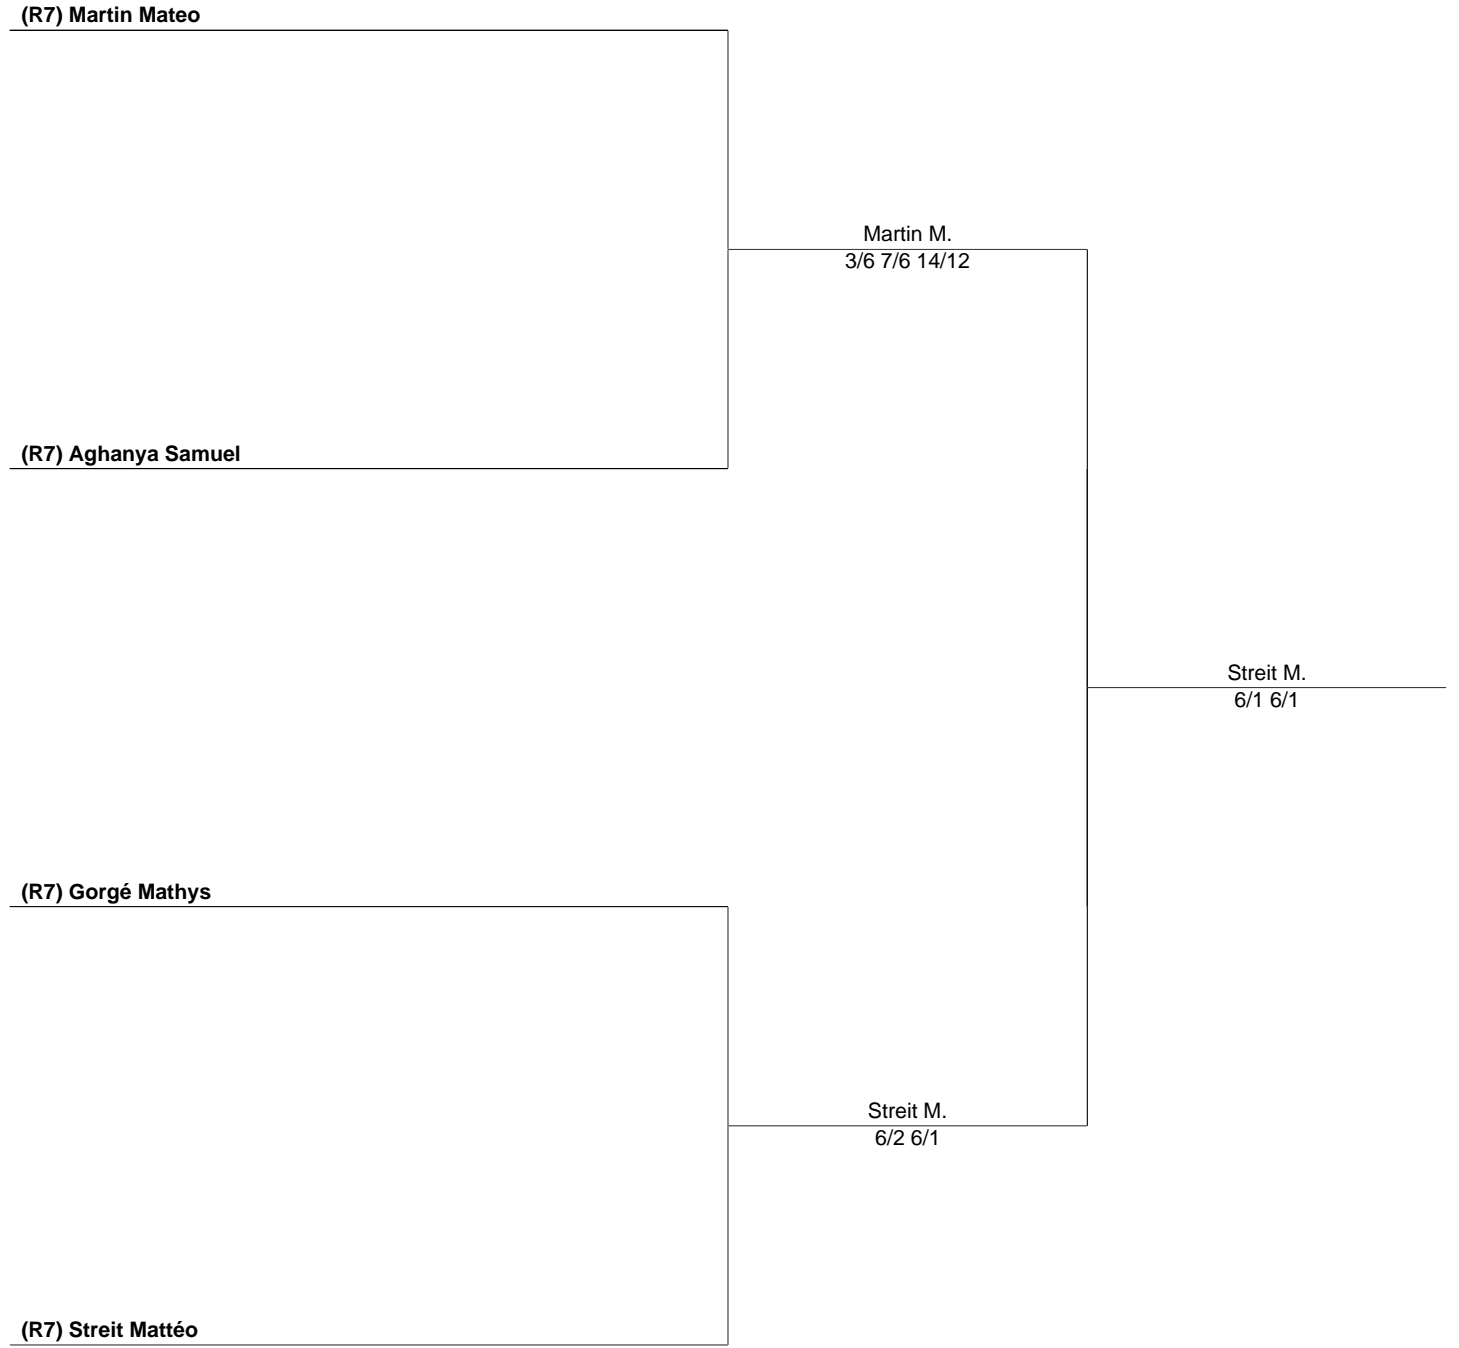 (R7) Martin Mateo
Martin M.
3/6 7/6 14/12
(R7) Aghanya Samuel
Streit M.
6/1 6/1
(R7) Gorgé Mathys
Streit M.
6/2 6/1
(R7) Streit Mattéo